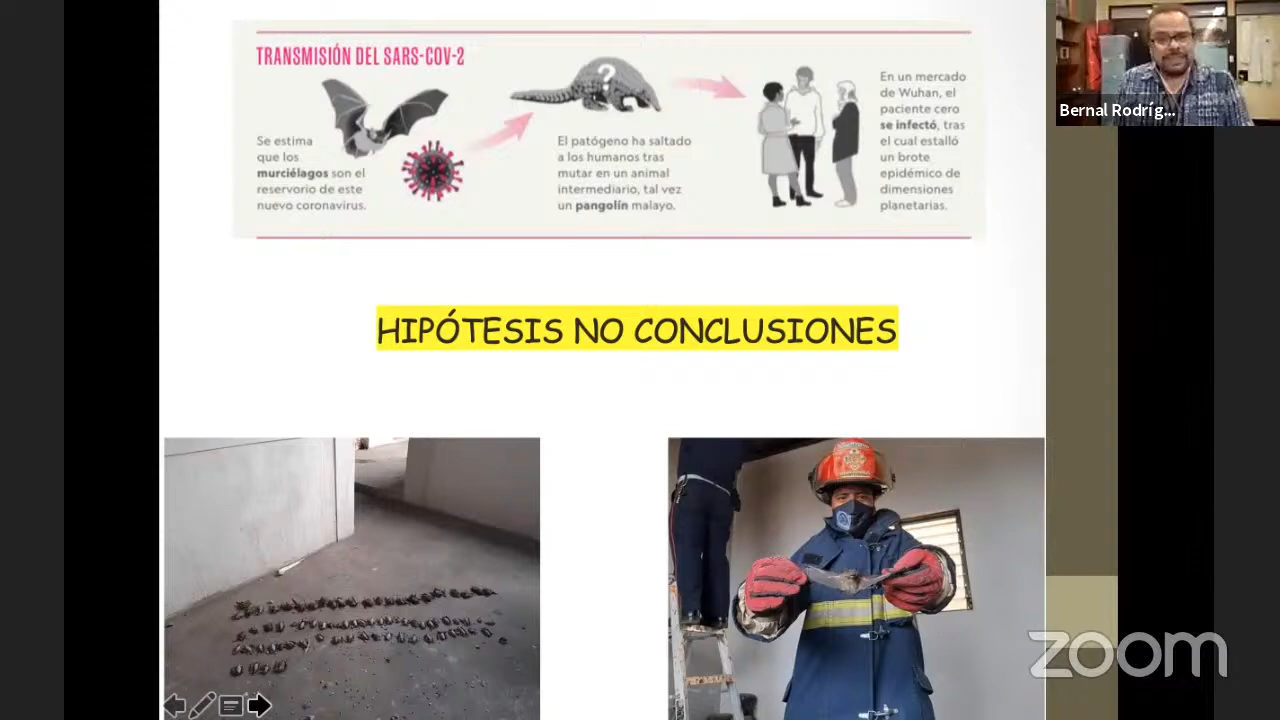 TRANSMISIÓN DEL SARS-COV-2
Se estima
que los
murciélagos son el
reservorio de este
nuevo coronavirus.
?
El patógeno ha saltado
a los humanos tras
mutar en un animal
intermediario, tal vez
un pangolín malayo.
En un mercado
de Wuhan, el
paciente cero
se infectó, tras
el cual estalló
un brote
epidémico de
dimensiones
planetarias.
Bernal Rodríg...
HIPÓTESIS NO CONCLUSIONES
zoom